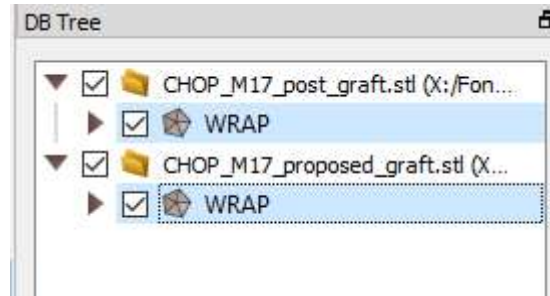 DB Tree
CHOP_M17_post_graft.stl (X:/Fon...
WRAP
CHOP_M17_proposed_graft.stl (X...
WRAP